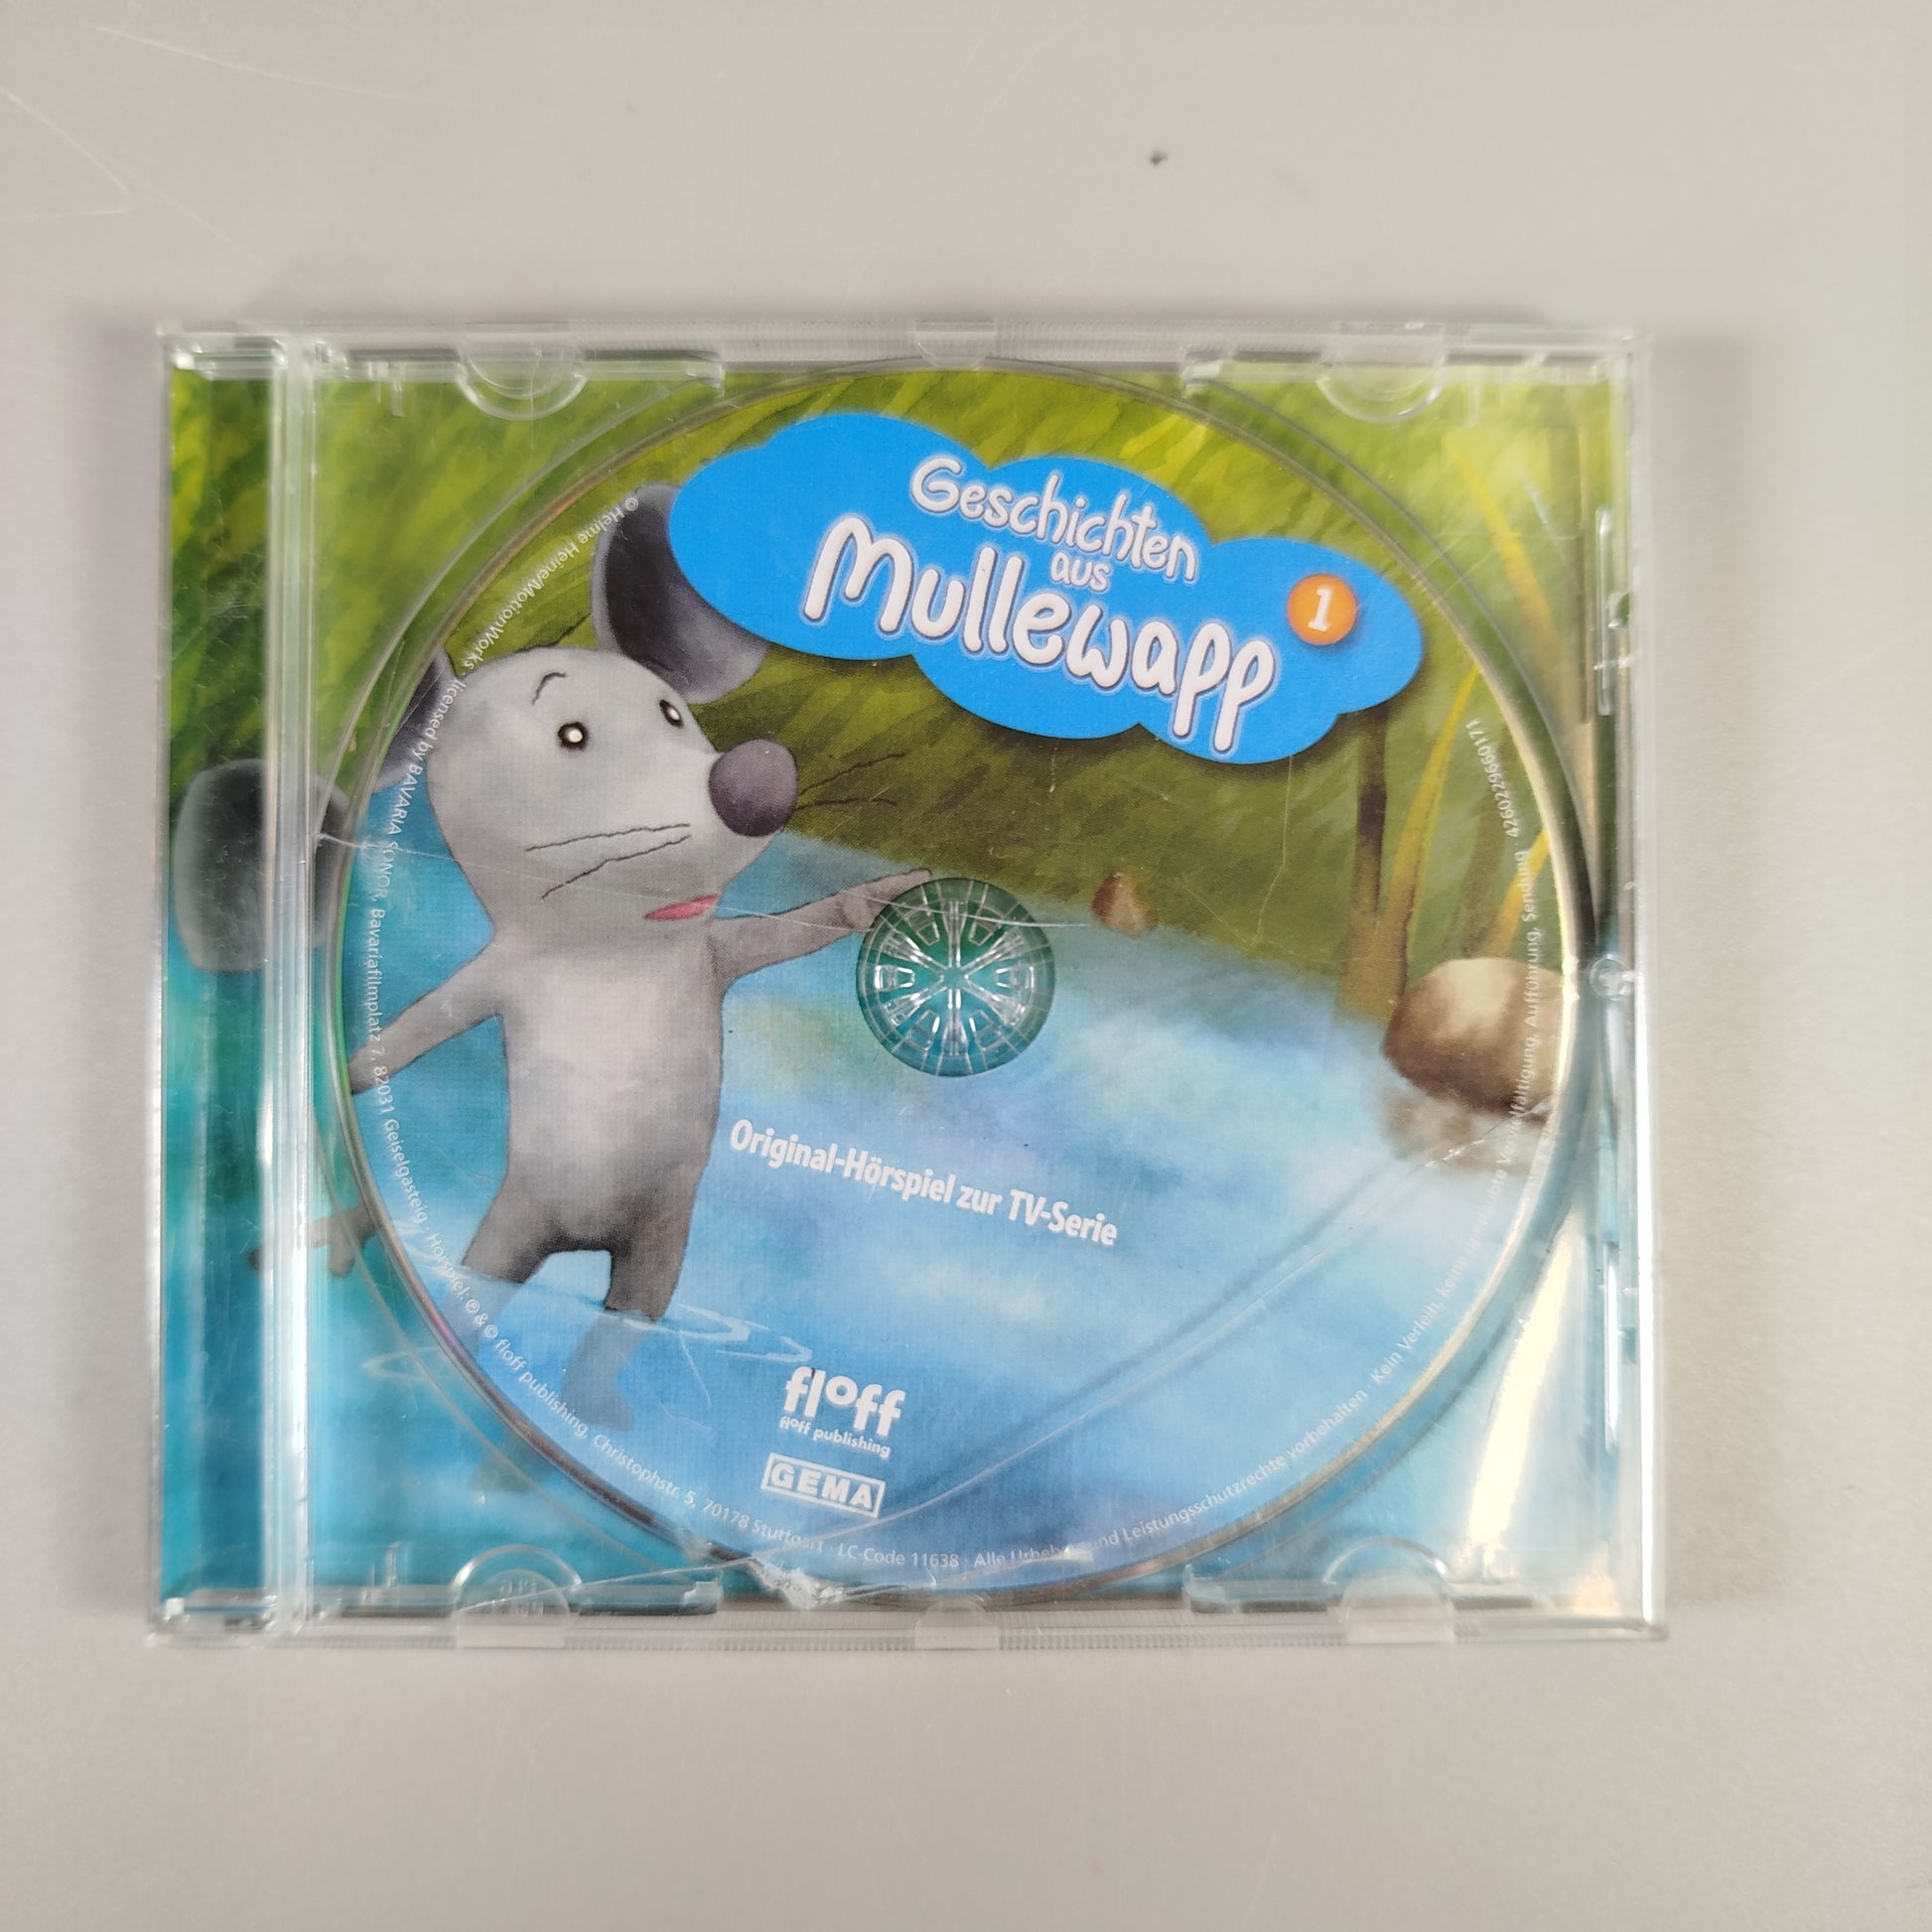 Geschichten
aus
Mullewapp
1
Original-Hörspiel zur TV-Serie
floff
floff publishing
GEMA
© Helme Heine/MotionWorks licensed by BAVARIA SONOR, Bavariafilmplatz 7, 82031 Geiselgasteig · Hörspiel: ℗ & © floff publishing, Christophstr. 5, 70178 Stuttgart · LC-Code 11638 · Alle Urheber- und Leistungsschutzrechte vorbehalten · Kein Verleih, keine Vervielfältigung, Aufführung, Sendung · 4260229660171